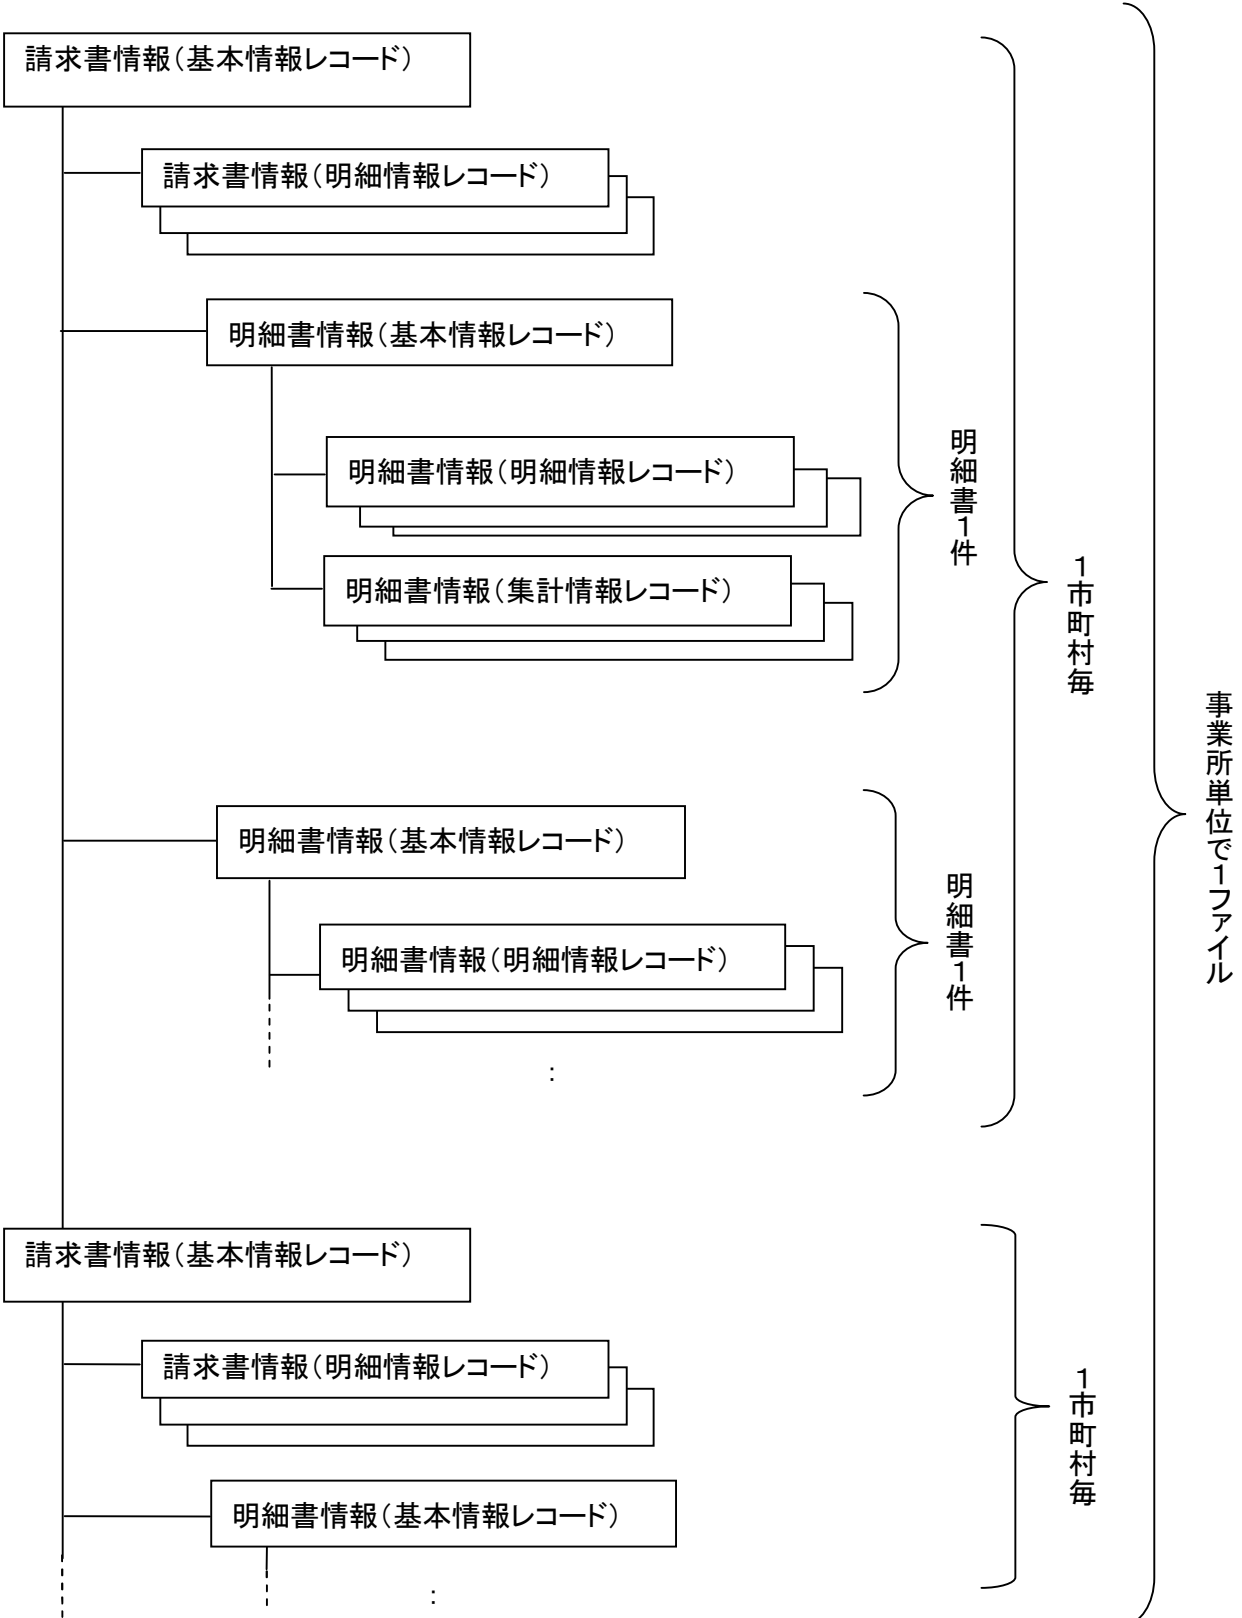 請求書情報（基本情報レコード）
請求書情報（明細情報レコード）
明細書情報（基本情報レコード）
明細書情報（明細情報レコード）
明細書情報（集計情報レコード）
明細書1件
1市町村毎
事業所単位で1ファイル
明細書情報（基本情報レコード）
明細書情報（明細情報レコード）
:
明細書1件
請求書情報（基本情報レコード）
請求書情報（明細情報レコード）
明細書情報（基本情報レコード）
:
1市町村毎